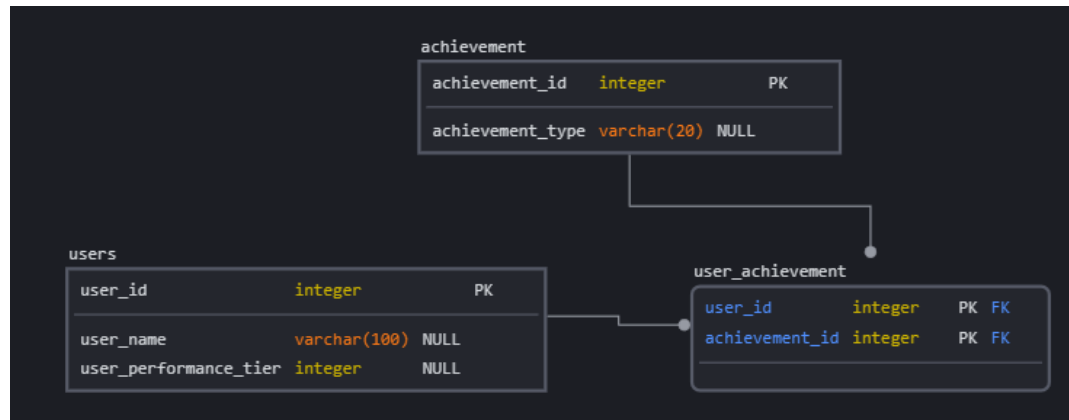 achievement
achievement_id integer PK
achievement_type varchar(20) NULL
users
user_id integer PK
user_name varchar(100) NULL
user_performance_tier integer NULL
user_achievement
user_id integer PK FK
achievement_id integer PK FK